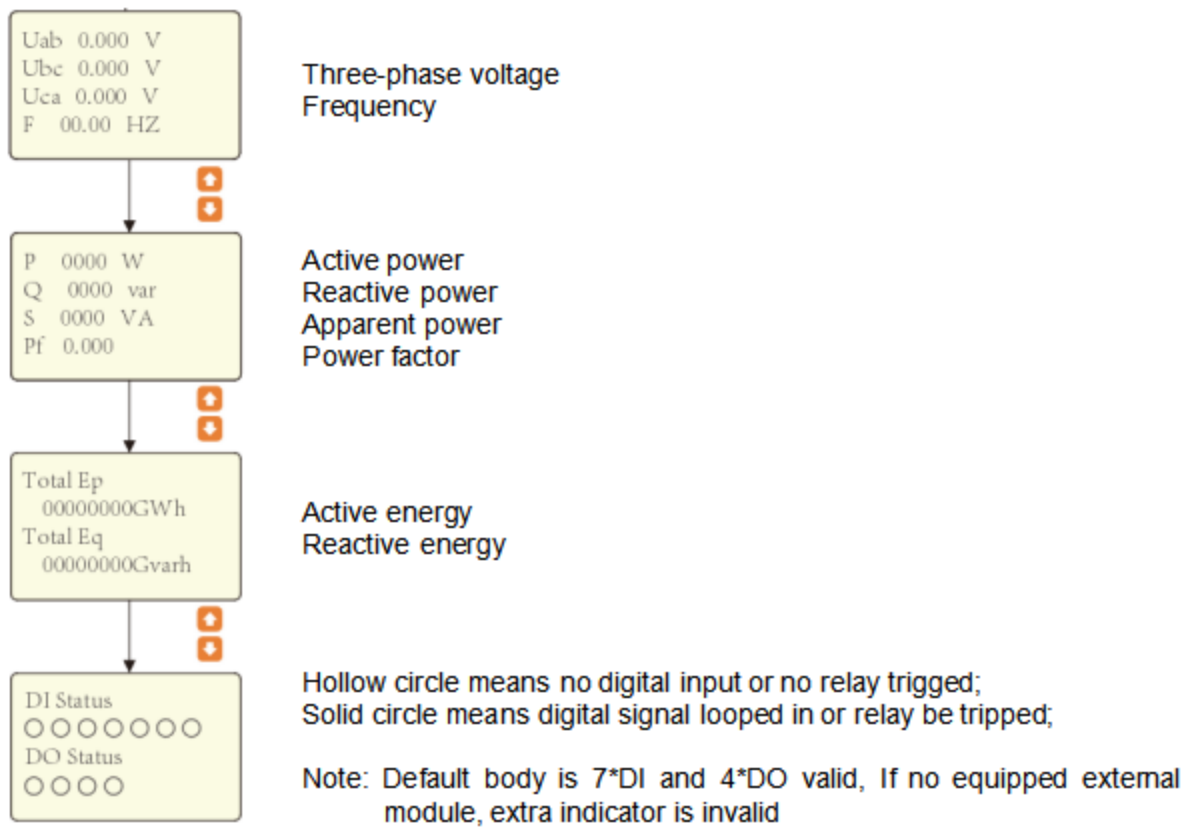 Uab 0.000 V
Ubc 0.000 V
Uca 0.000 V
F 00.00 HZ
Three-phase voltage
Frequency
P 0000 W
Q 0000 var
S 0000 VA
Pf 0.000
Active power
Reactive power
Apparent power
Power factor
Total Ep
00000000GWh
Total Eq
00000000Gvarh
Active energy
Reactive energy
DI Status
DO Status
Hollow circle means no digital input or no relay trigged;
Solid circle means digital signal looped in or relay be tripped;
Note: Default body is 7*DI and 4*DO valid, If no equipped external
module, extra indicator is invalid